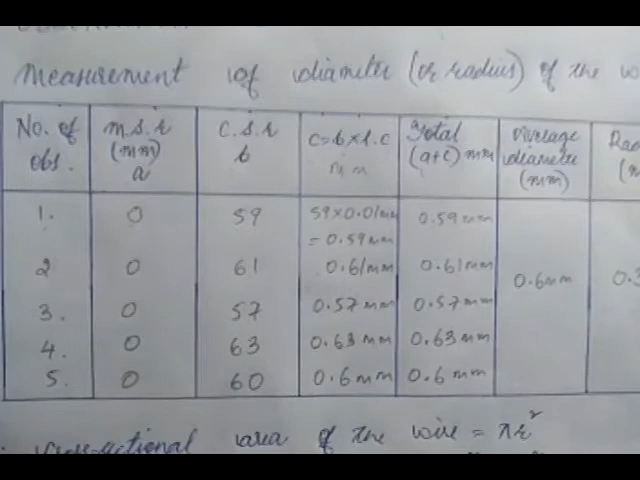 measurement of diameter (or radius) of the
No. of obs. m.s.r (mm) a c.s.r b c=b×l.c mm Total (a+c) mm Average diameter (mm)
1. 0 59 59×0.01mm = 0.59mm 0.59mm
2 0 61 0.61mm 0.61mm 0.6mm
3. 0 57 0.57mm 0.57mm
4. 0 63 0.63mm 0.63mm
5. 0 60 0.6mm 0.6mm
area of the wire = πr²